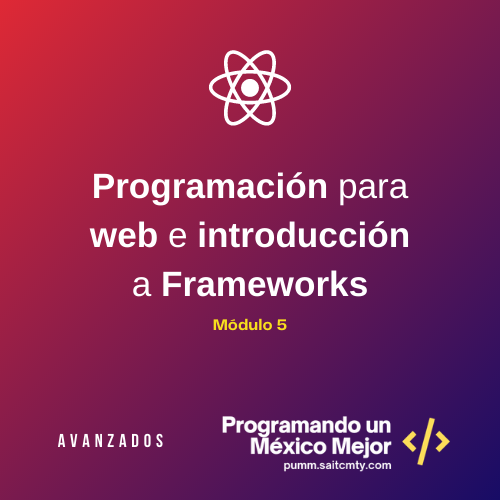 Programación para
web e introducción
a Frameworks
Módulo 5
AVANZADOS
Programando un
México Mejor
</>
pumm.saitcmty.com